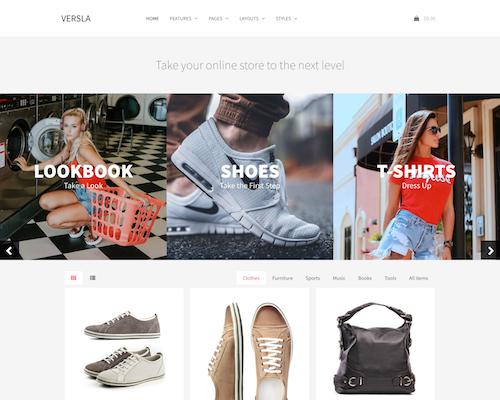 VERSLA
HOME FEATURES PAGES LAYOUTS STYLES
£0.00
Take your online store to the next level
LOOKBOOK
Take a Look
SHOES
Take the First Step
T-SHIRTS
Dress Up
Clothes Furniture Sports Music Books Tools All items